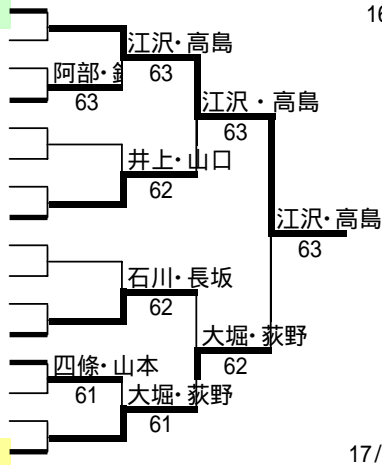 16
江沢・高島
63
阿部・
63
江沢・高島
63
井上・山口
62
江沢・高島
63
石川・長坂
62
大堀・荻野
62
四條・山本
61
大堀・荻野
61
17/